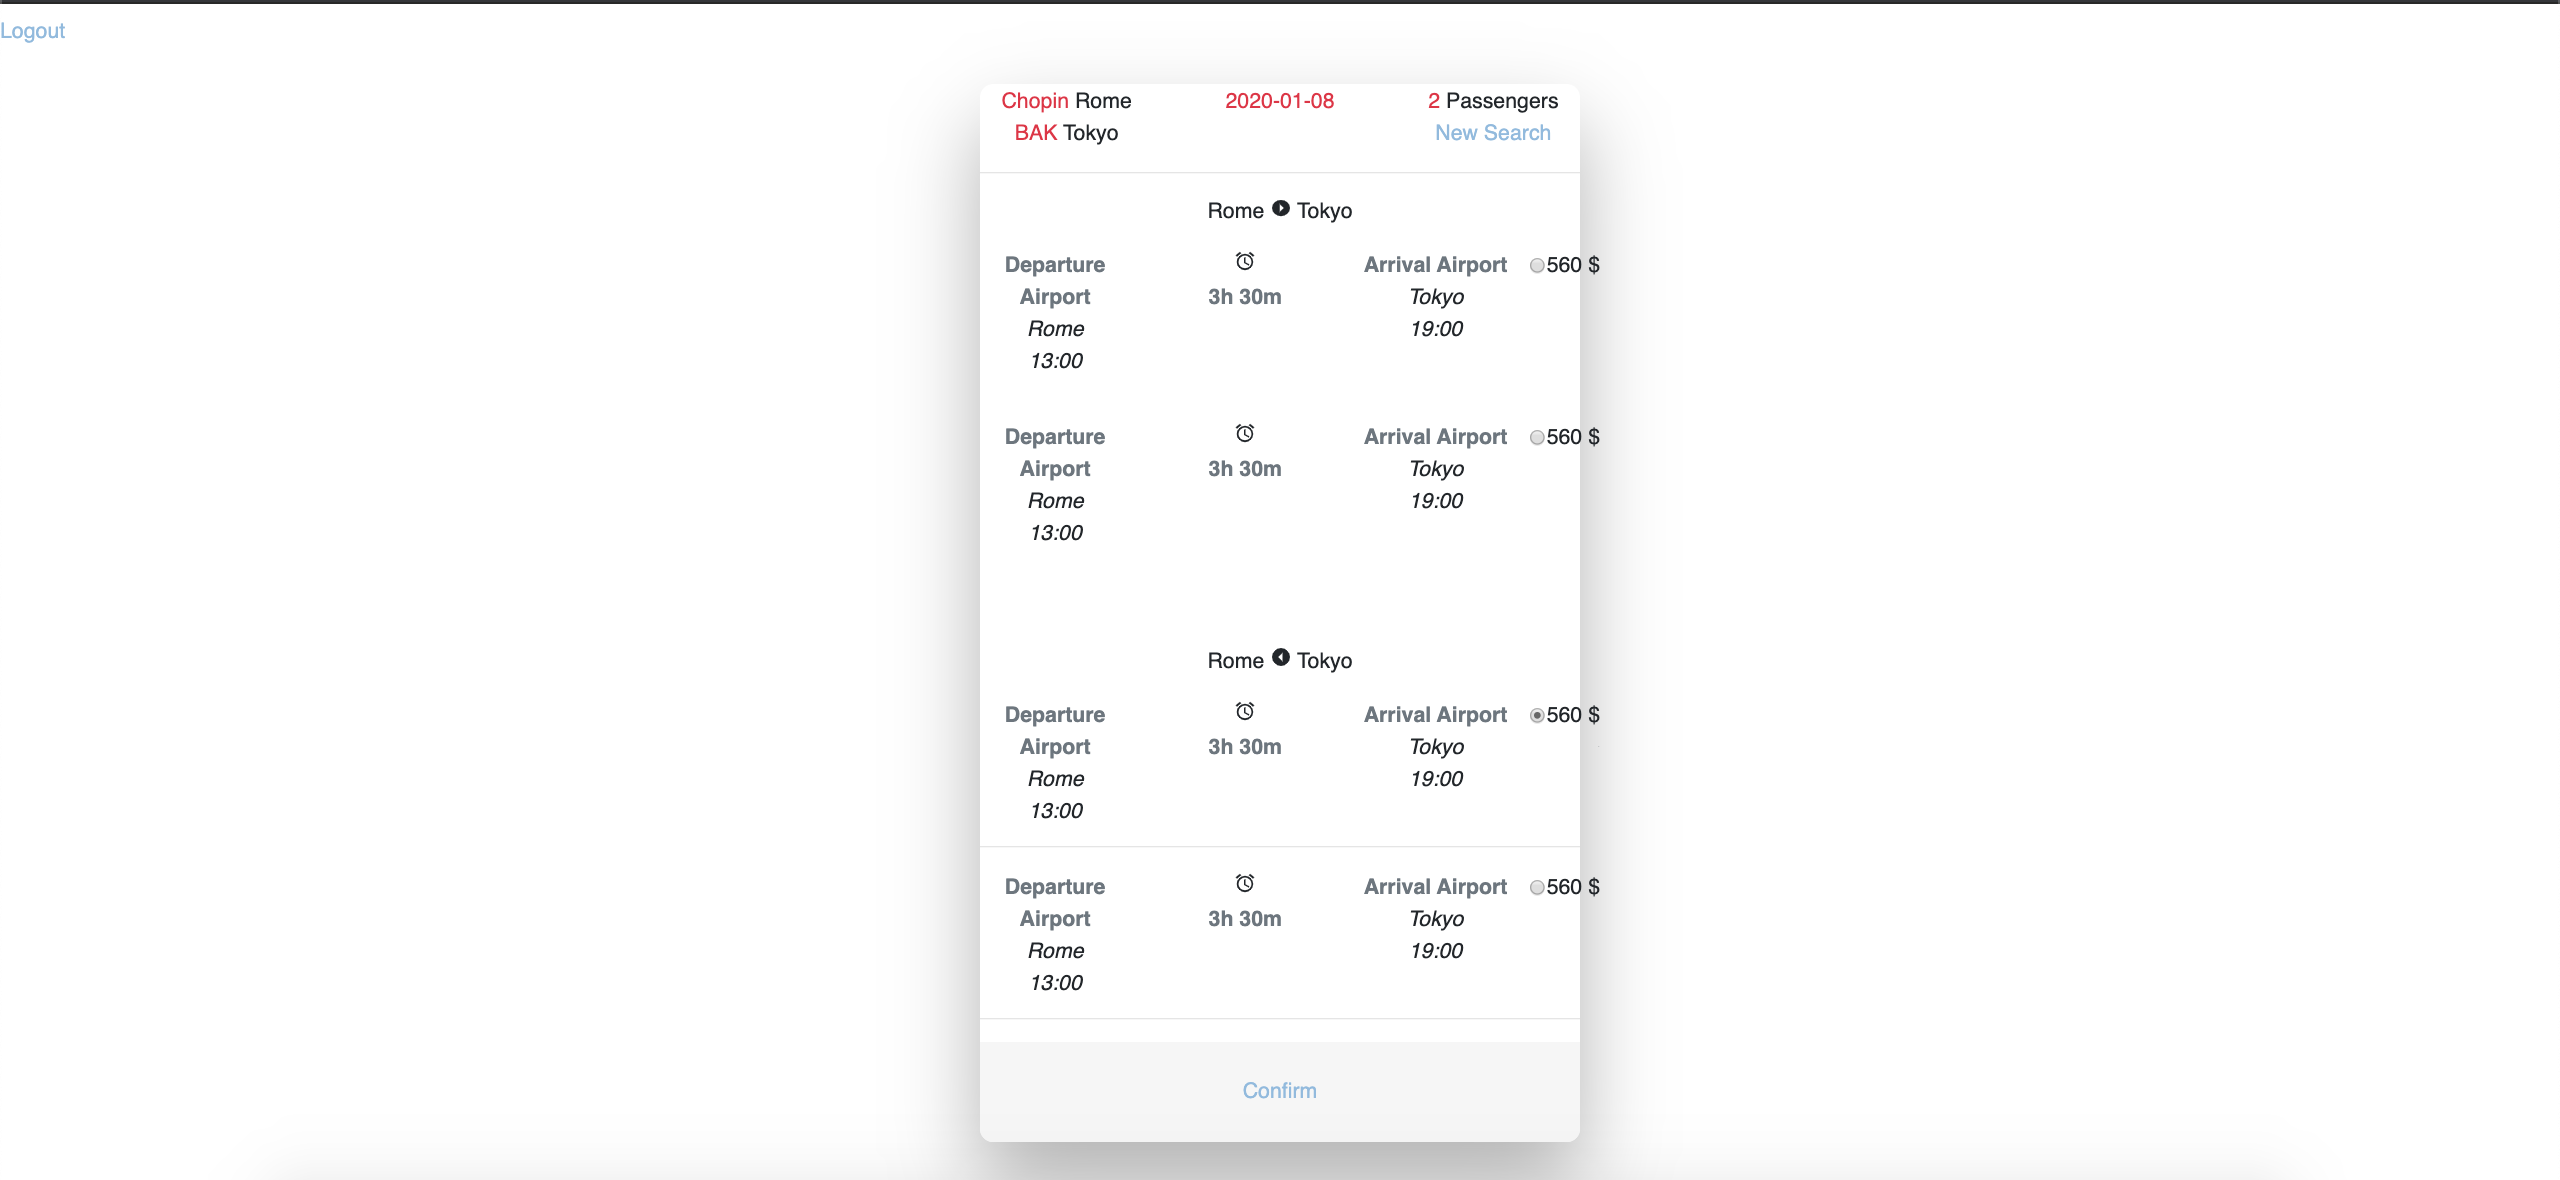 Logout
Chopin Rome 2020-01-08 2 Passengers
BAK Tokyo New Search
Rome Tokyo
Departure Arrival Airport 560 $
Airport 3h 30m Tokyo
Rome 19:00
13:00
Departure Arrival Airport 560 $
Airport 3h 30m Tokyo
Rome 19:00
13:00
Rome Tokyo
Departure Arrival Airport 560 $
Airport 3h 30m Tokyo
Rome 19:00
13:00
Departure Arrival Airport 560 $
Airport 3h 30m Tokyo
Rome 19:00
13:00
Confirm